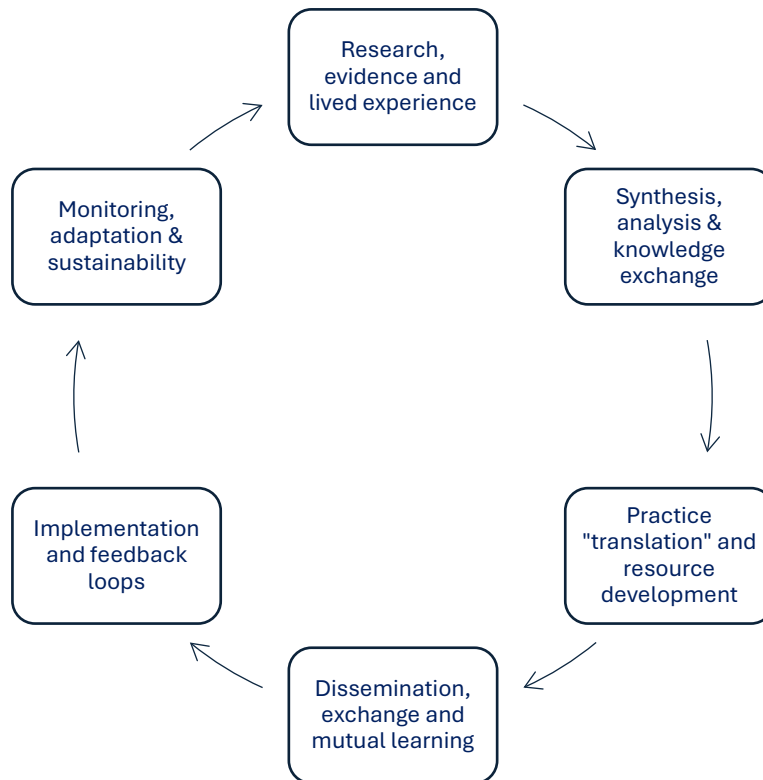 Research,
evidence and
lived experience
Synthesis,
analysis &
knowledge
exchange
Practice
"translation" and
resource
development
Dissemination,
exchange and
mutual learning
Implementation
and feedback
loops
Monitoring,
adaptation &
sustainability